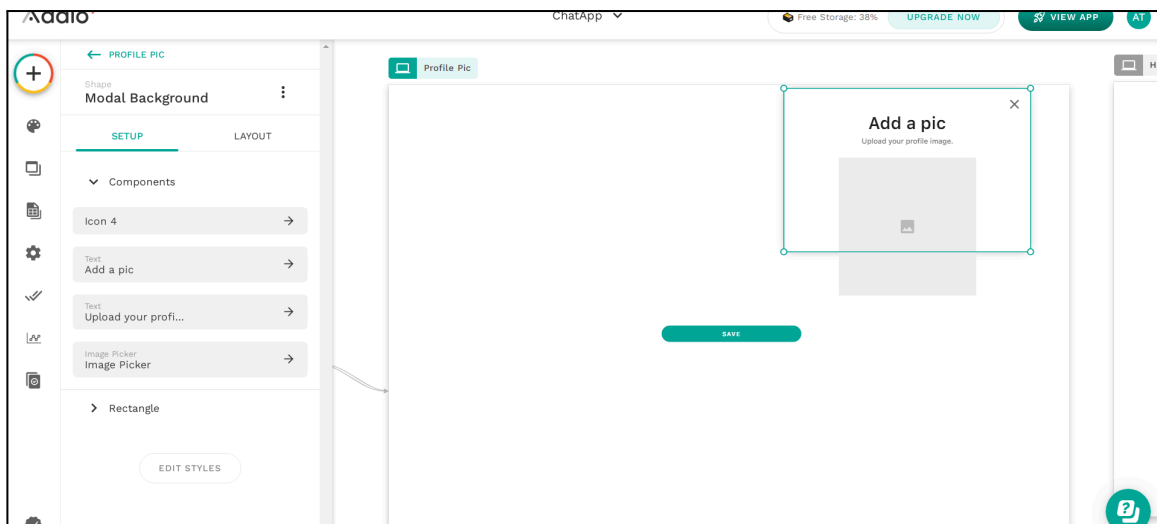 Adalo
ChatApp
Free Storage: 38%
UPGRADE NOW
VIEW APP
AT
PROFILE PIC
Shape
Modal Background
SETUP
LAYOUT
Components
Icon 4
Text
Add a pic
Text
Upload your profi...
Image Picker
Image Picker
Rectangle
EDIT STYLES
Profile Pic
Add a pic
Upload your profile image.
SAVE
H